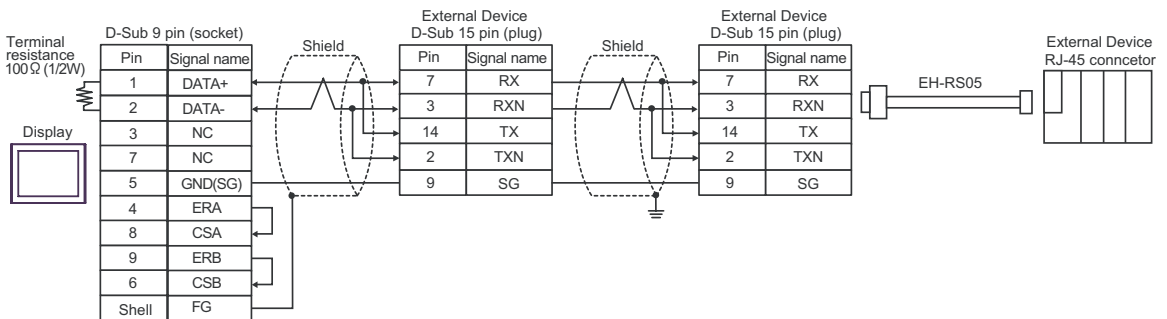 Terminal
resistance
100Ω (1/2W)
Display
D-Sub 9 pin (socket)
Pin Signal name
1 DATA+
2 DATA-
3 NC
7 NC
5 GND(SG)
4 ERA
8 CSA
9 ERB
6 CSB
Shell FG
Shield
External Device
D-Sub 15 pin (plug)
Pin Signal name
7 RX
3 RXN
14 TX
2 TXN
9 SG
Shield
External Device
D-Sub 15 pin (plug)
Pin Signal name
7 RX
3 RXN
14 TX
2 TXN
9 SG
EH-RS05
External Device
RJ-45 conncetor